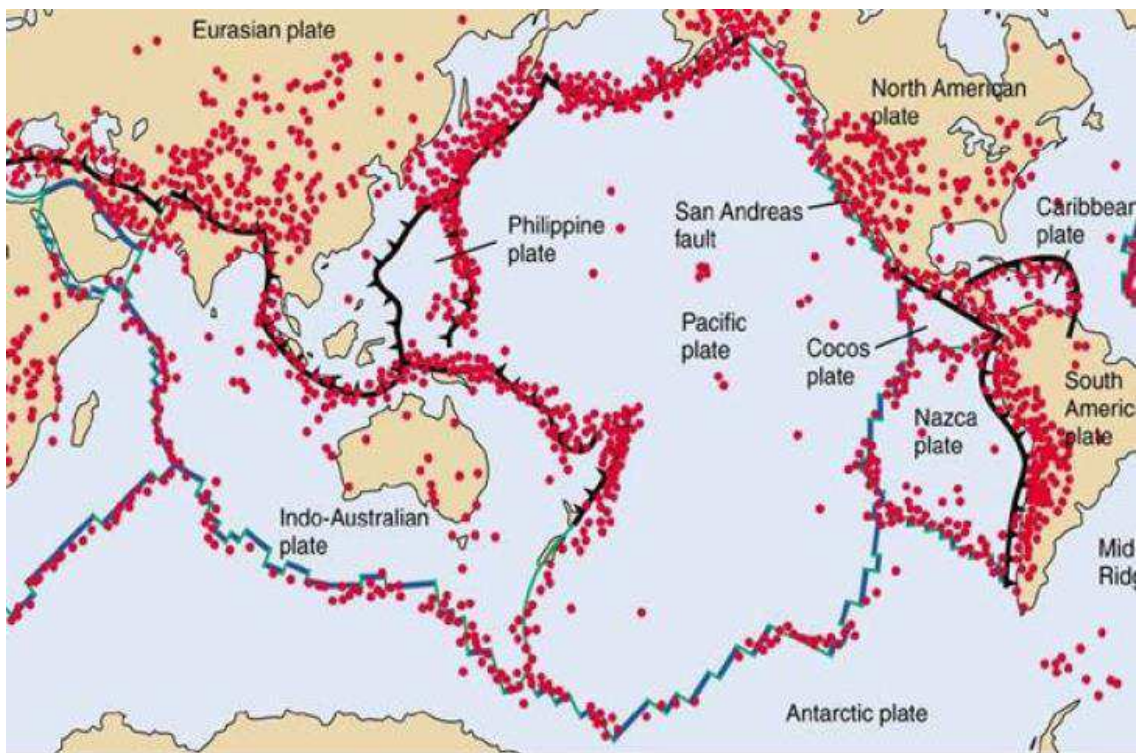 Eurasian plate
North American
plate
Caribbean
plate
San Andreas
fault
Philippine
plate
Pacific
plate
Cocos
plate
South
Americ
plate
Nazca
plate
Indo-Australian
plate
Mid
Ridg
Antarctic plate